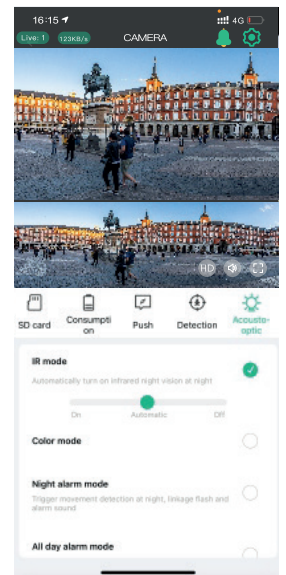 16:15 4G
Live: 1 123KB/s CAMERA
HD
SD card Consumpti
on Push Detection Acousto-
optic
IR mode
Automatically turn on infrared night vision at night
On Automatic Off
Color mode
Night alarm mode
Trigger movement detection at night, linkage flash and
alarm sound
All day alarm mode